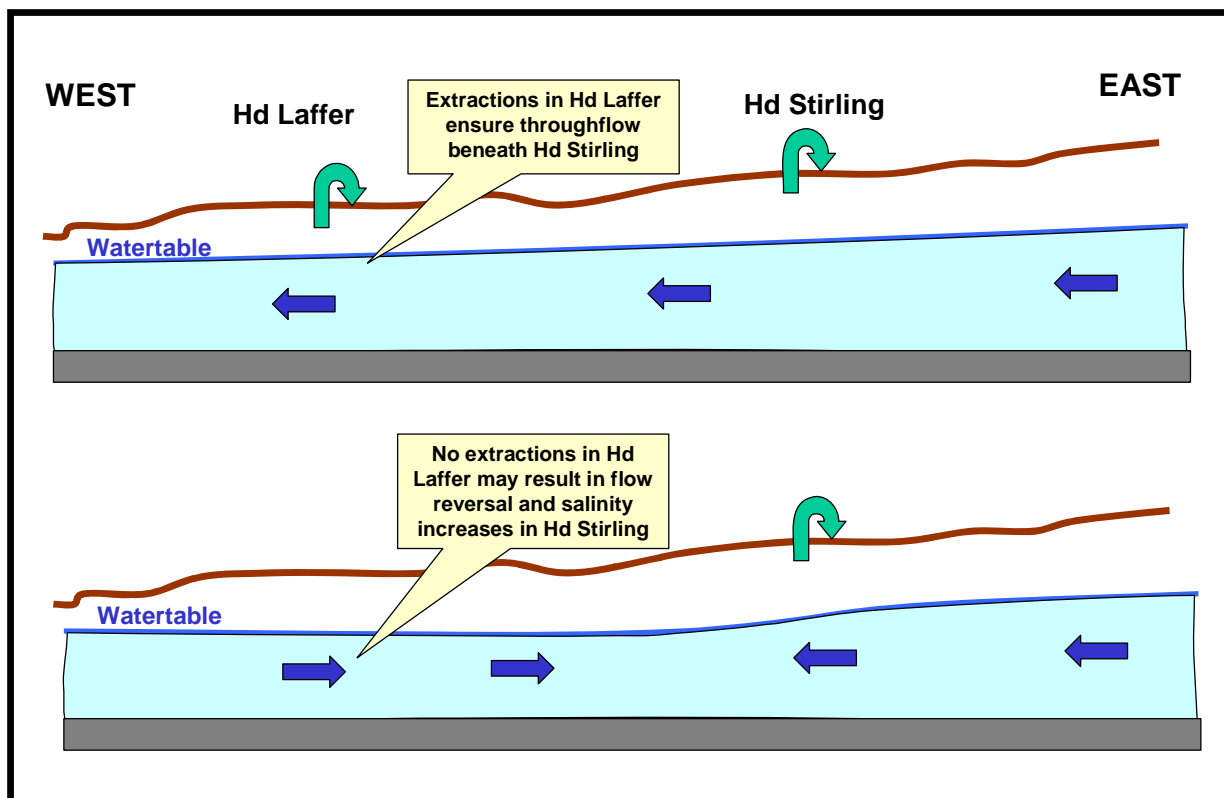 WEST
EAST
Hd Laffer
Extractions in Hd Laffer
ensure throughflow
beneath Hd Stirling
Hd Stirling
Watertable
No extractions in Hd
Laffer may result in flow
reversal and salinity
increases in Hd Stirling
Watertable